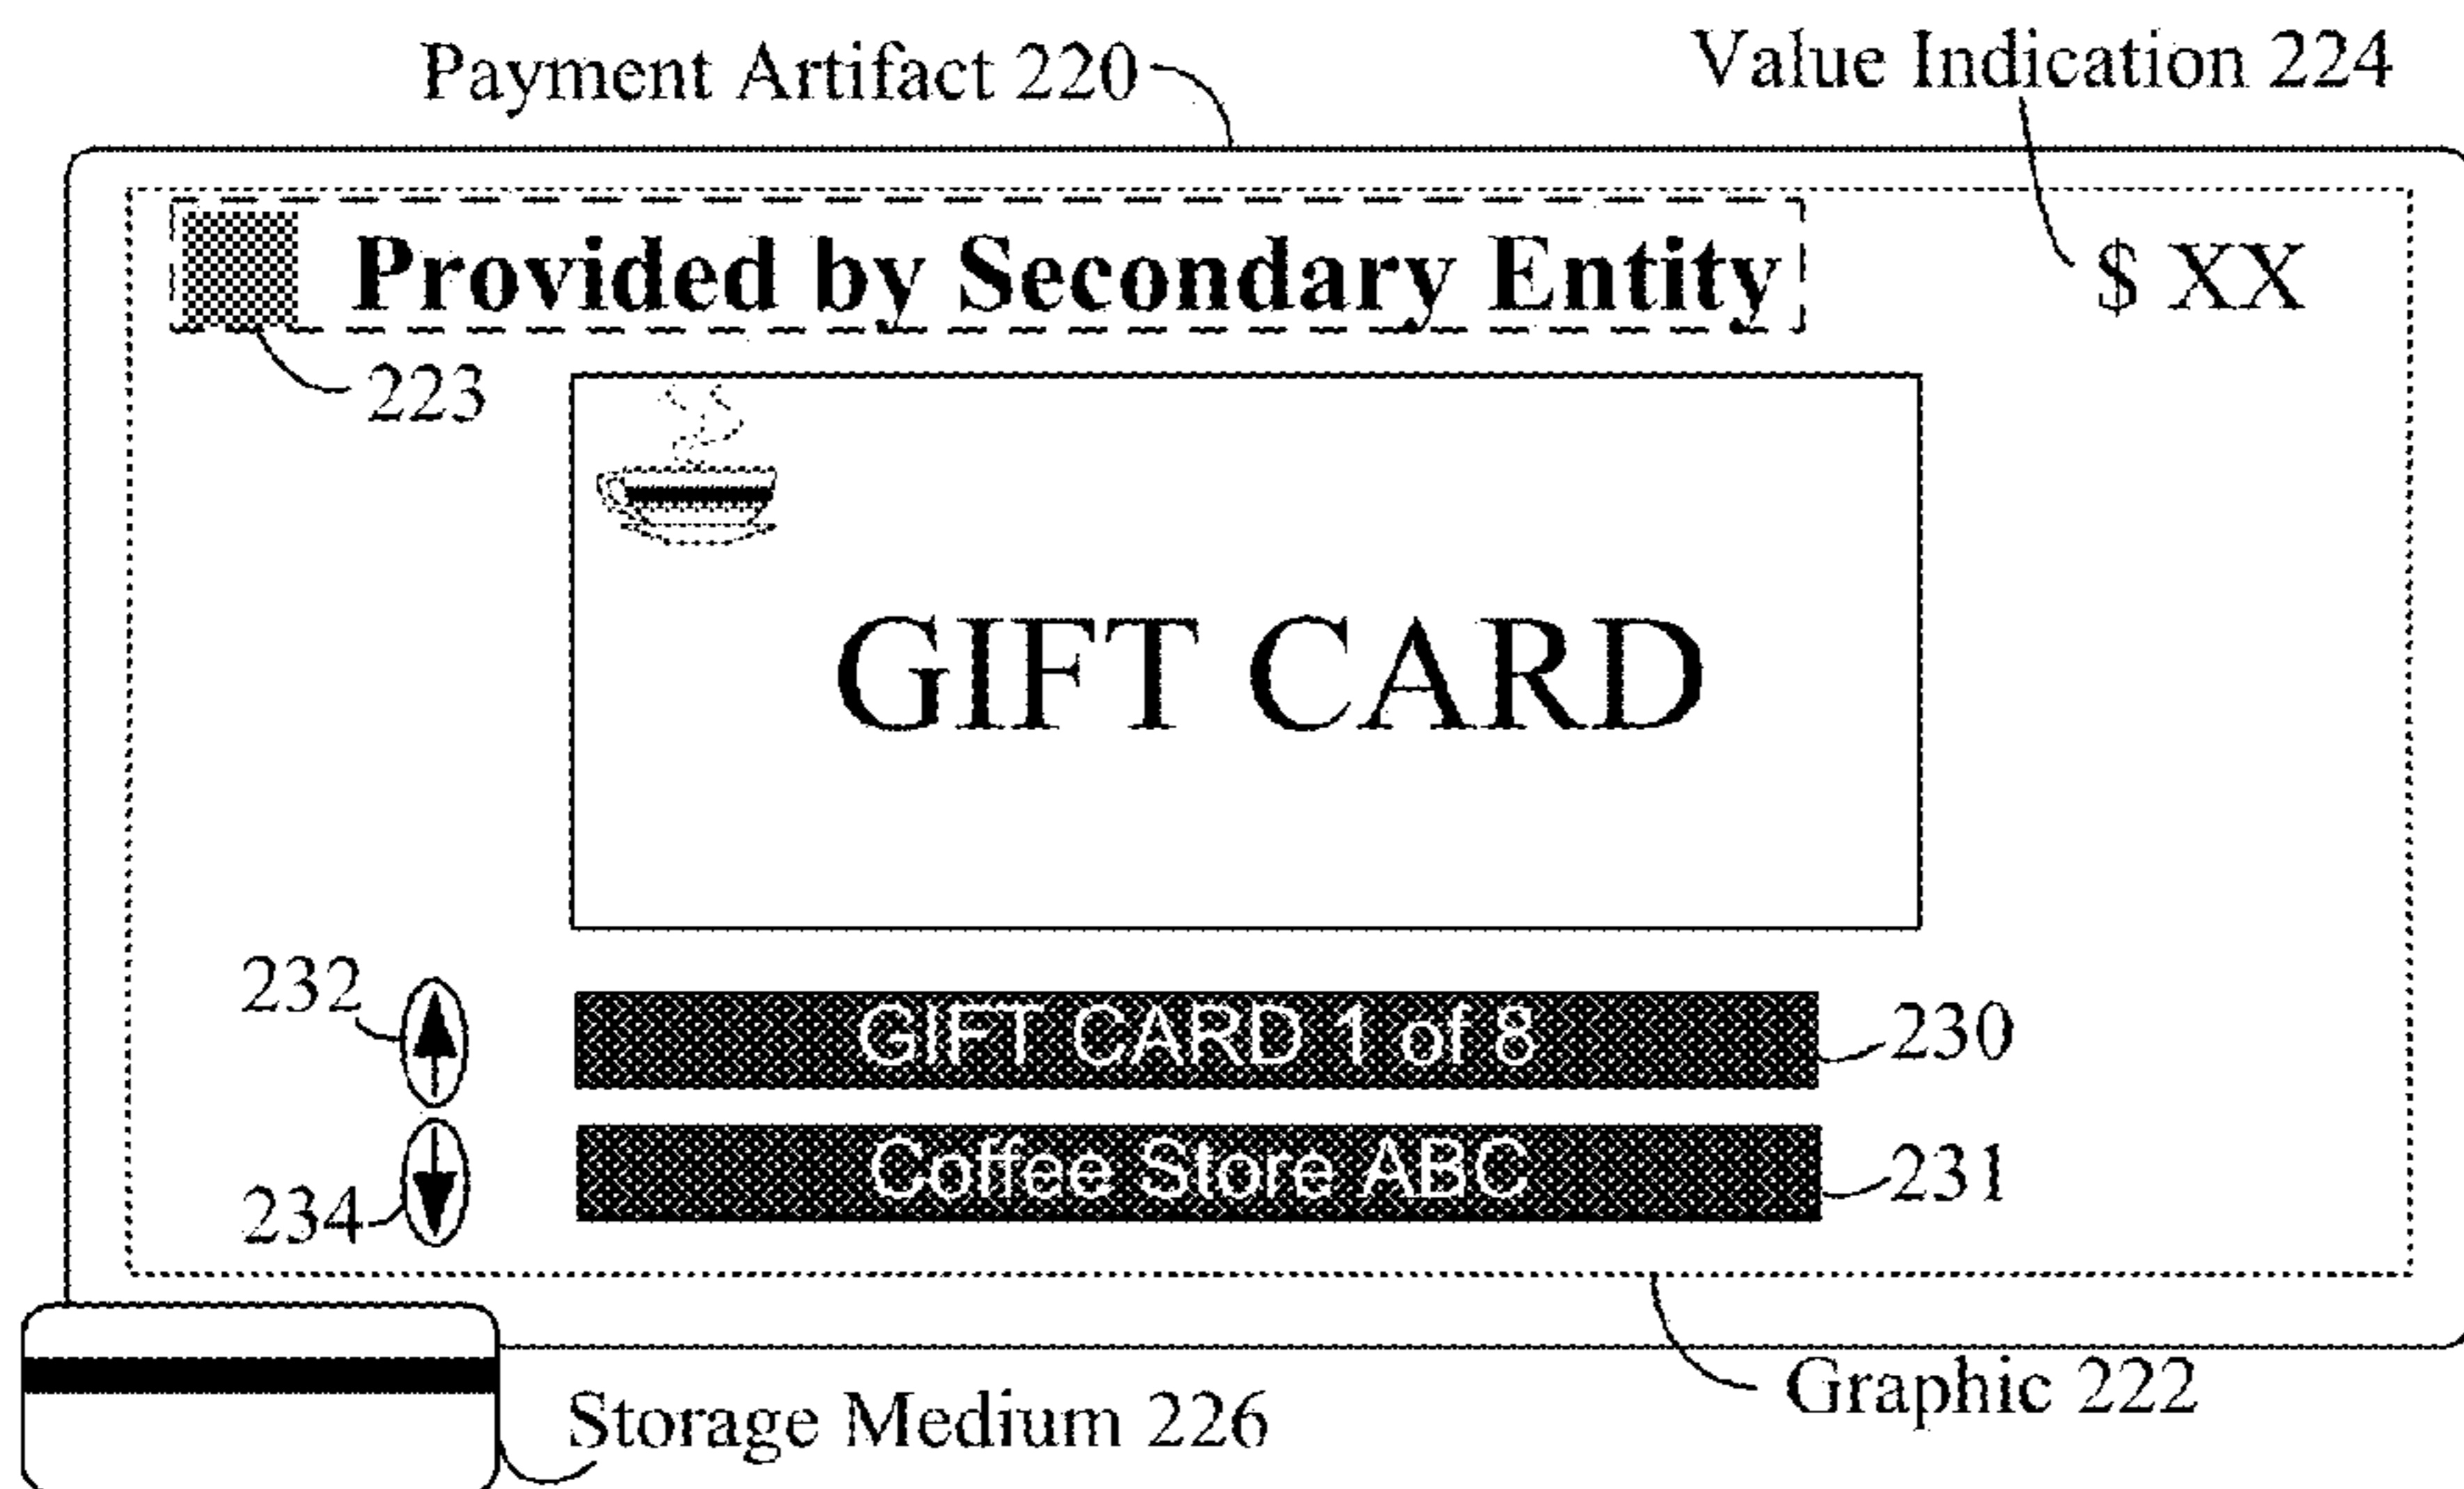 Payment Artifact 220
Value Indication 224
Provided by Secondary Entity
$ XX
223
GIFT CARD
232
GIFT CARD 1 of 8
230
234
Coffee Store ABC
231
Graphic 222
Storage Medium 226